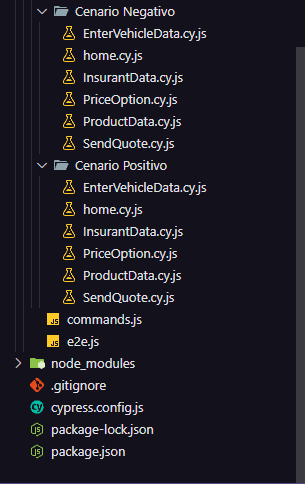 Cenario Negativo
EnterVehicleData.cy.js
home.cy.js
InsurantData.cy.js
PriceOption.cy.js
ProductData.cy.js
SendQuote.cy.js
Cenario Positivo
EnterVehicleData.cy.js
home.cy.js
InsurantData.cy.js
PriceOption.cy.js
ProductData.cy.js
SendQuote.cy.js
JS commands.js
JS e2e.js
node_modules
.gitignore
cy cypress.config.js
JS package-lock.json
JS package.json